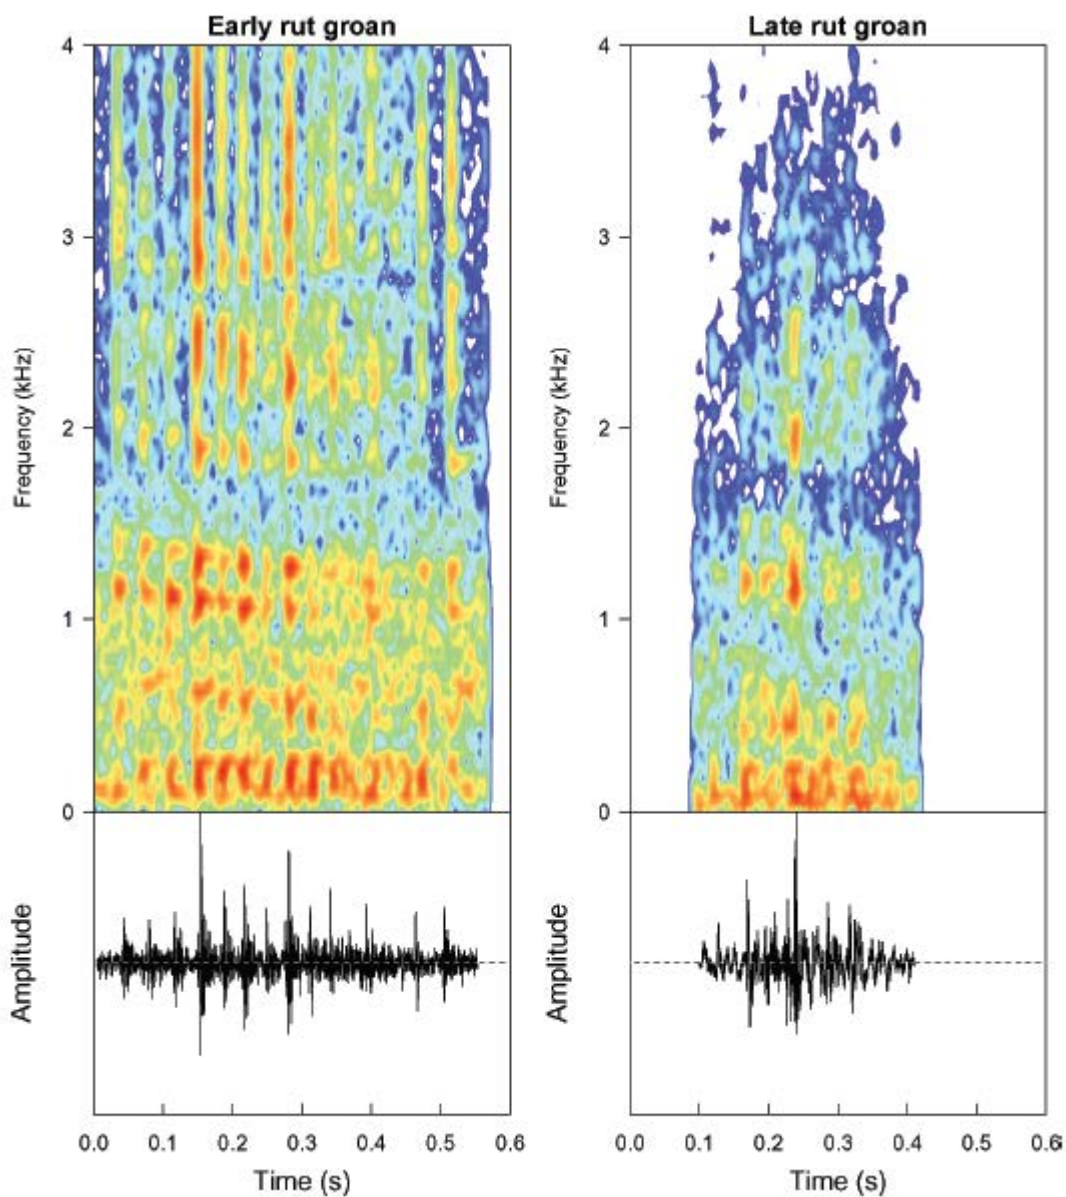 Early rut groan
Late rut groan
4
3
2
1
0
Frequency (kHz)
4
3
2
1
0
Frequency (kHz)
Amplitude
Amplitude
0.0 0.1 0.2 0.3 0.4 0.5 0.6
0.0 0.1 0.2 0.3 0.4 0.5 0.6
Time (s)
Time (s)